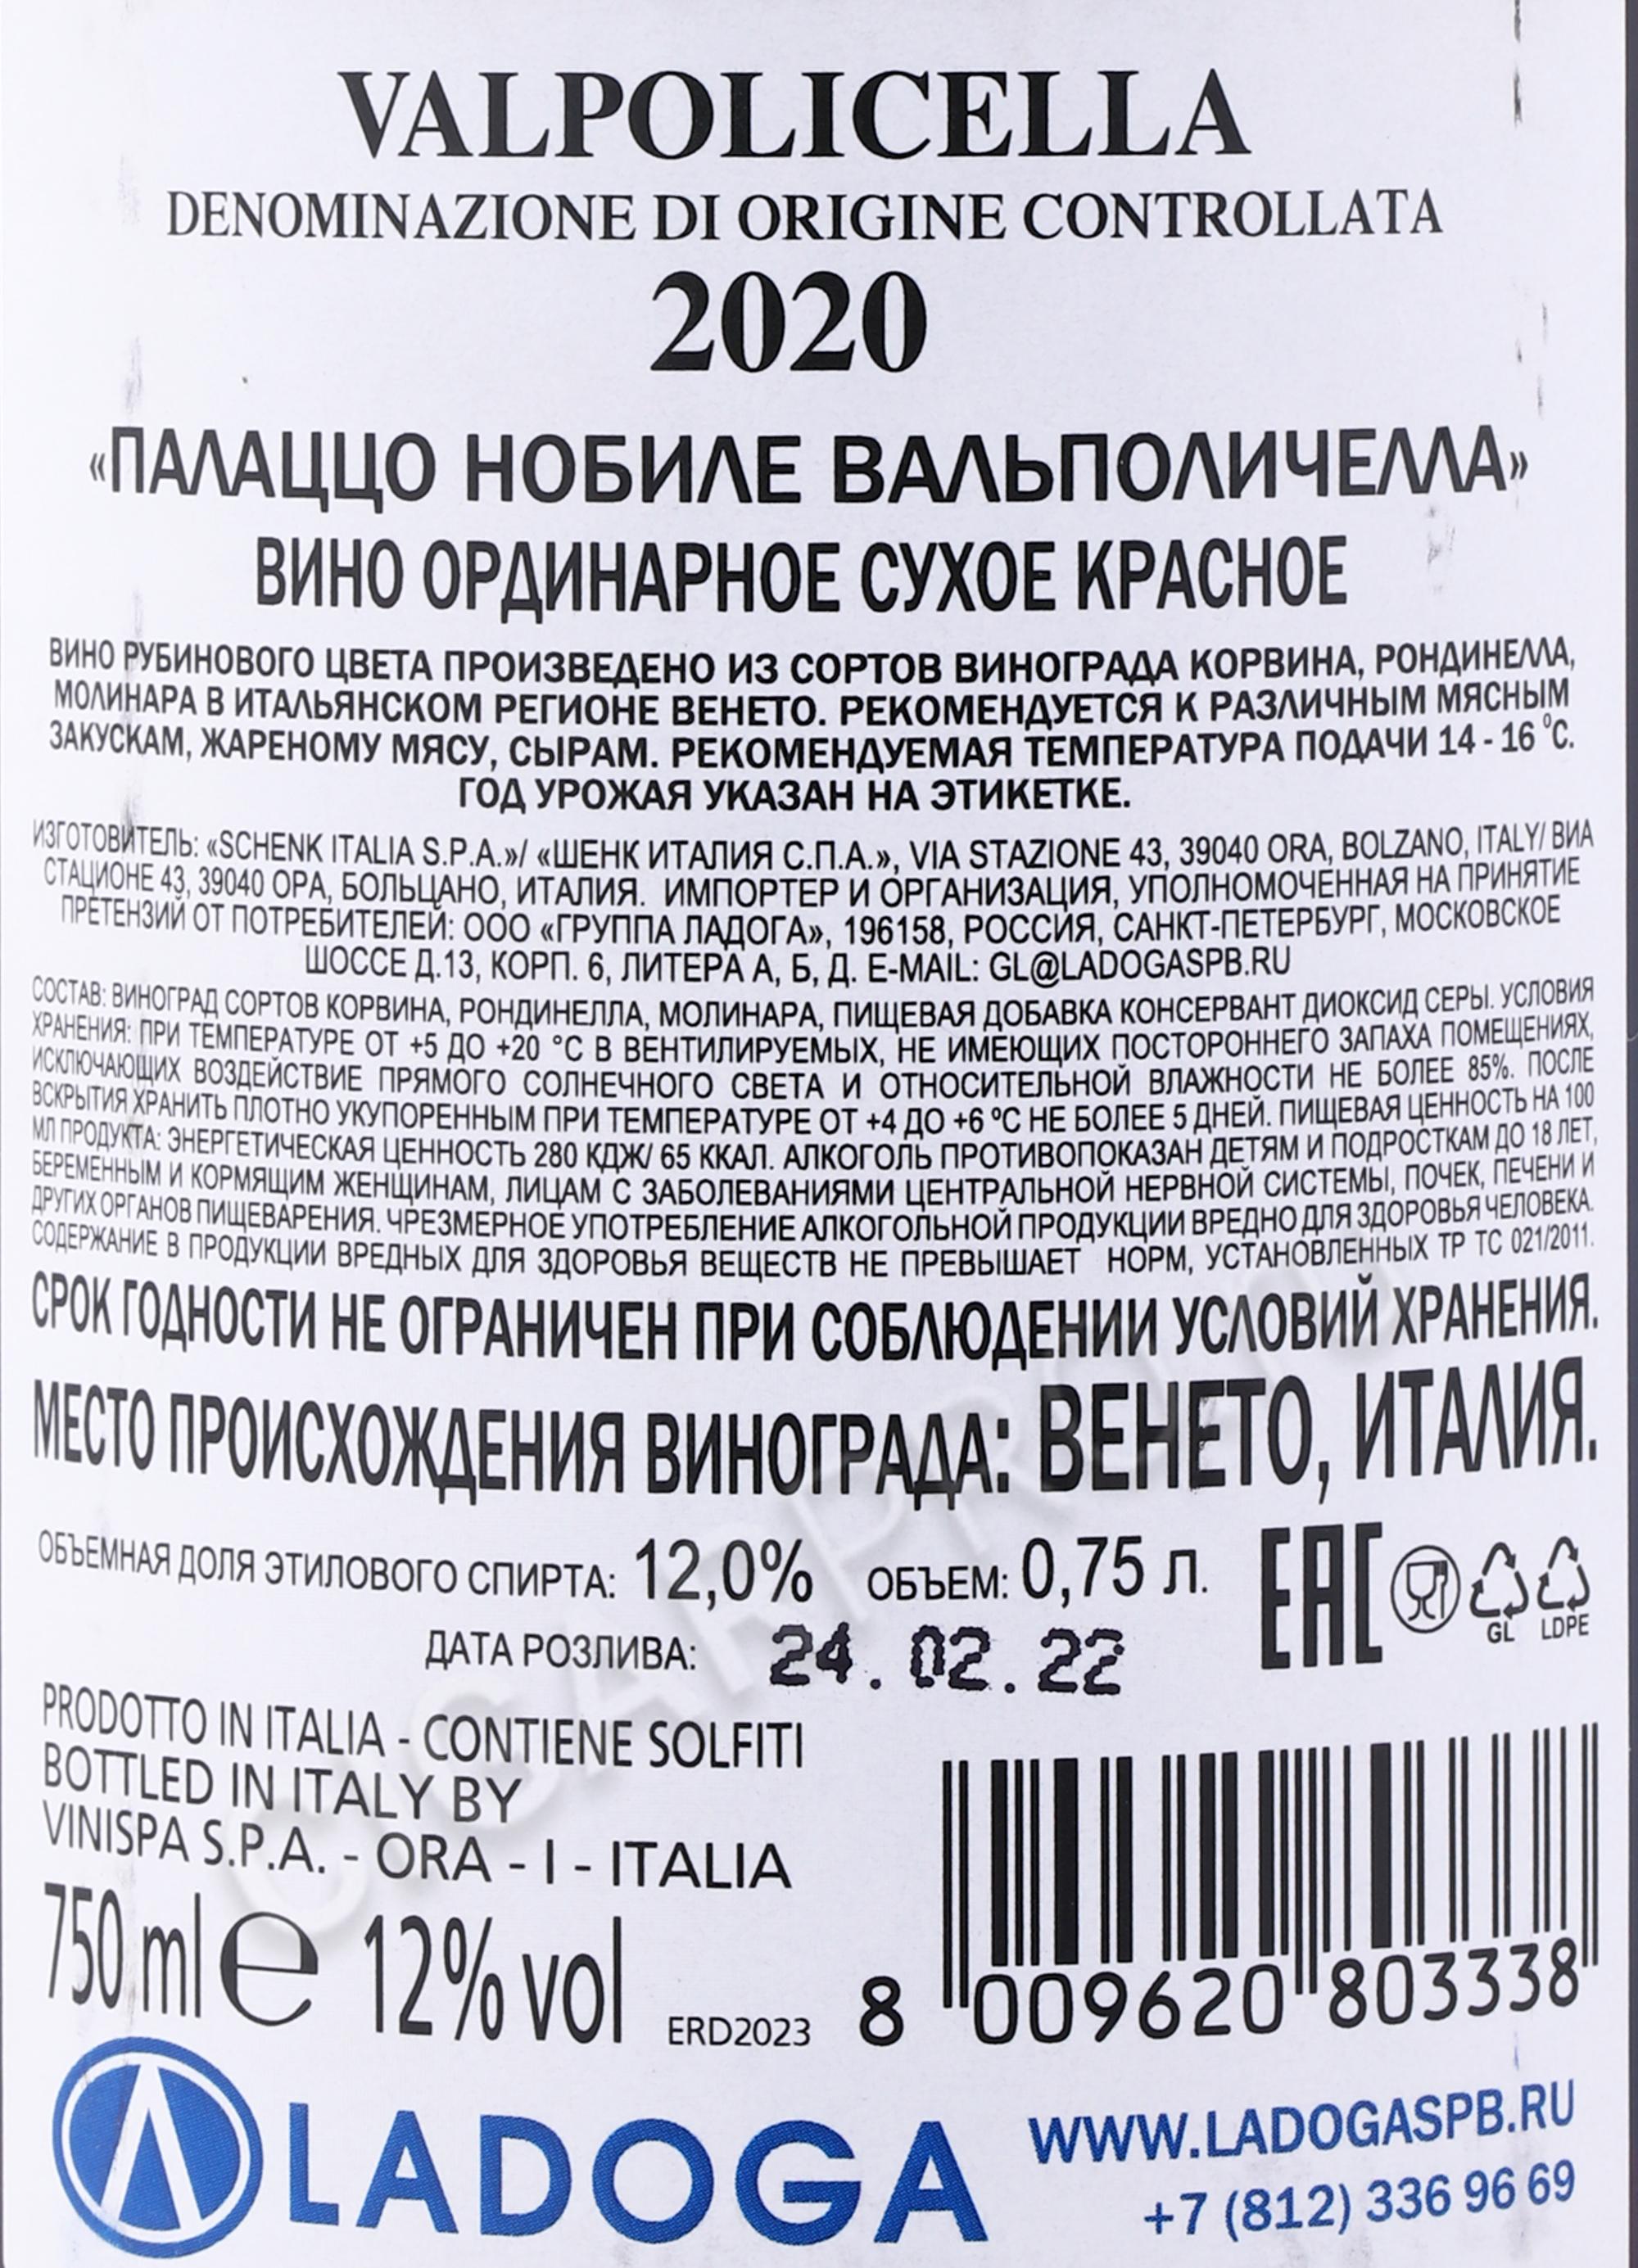 VALPOLICELLA
DENOMINAZIONE DI ORIGINE CONTROLLATA
2020
«ПАЛАЦЦО НОБИЛЕ ВАЛЬПОЛИЧЕЛЛА»
ВИНО ОРДИНАРНОЕ СУХОЕ КРАСНОЕ
ВИНО РУБИНОВОГО ЦВЕТА ПРОИЗВЕДЕНО ИЗ СОРТОВ ВИНОГРАДА КОРВИНА, РОНДИНЕЛЛА,
МОЛИНАРА В ИТАЛЬЯНСКОМ РЕГИОНЕ ВЕНЕТО. РЕКОМЕНДУЕТСЯ К РАЗЛИЧНЫМ МЯСНЫМ
ЗАКУСКАМ, ЖАРЕНОМУ МЯСУ, СЫРАМ. РЕКОМЕНДУЕМАЯ ТЕМПЕРАТУРА ПОДАЧИ 14 - 16 °C.
ГОД УРОЖАЯ УКАЗАН НА ЭТИКЕТКЕ.
ИЗГОТОВИТЕЛЬ: «SCHENK ITALIA S.P.A.»/ «ШЕНК ИТАЛИЯ С.П.А.», VIA STAZIONE 43, 39040 ORA, BOLZANO, ITALY/ ВИА
СТАЦИОНЕ 43, 39040 ОРА, БОЛЬЦАНО, ИТАЛИЯ. ИМПОРТЕР И ОРГАНИЗАЦИЯ, УПОЛНОМОЧЕННАЯ НА ПРИНЯТИЕ
ПРЕТЕНЗИЙ ОТ ПОТРЕБИТЕЛЕЙ: ООО «ГРУППА ЛАДОГА», 196158, РОССИЯ, САНКТ-ПЕТЕРБУРГ, МОСКОВСКОЕ
ШОССЕ Д.13, КОРП. 6, ЛИТЕРА А, Б, Д. E-MAIL: GL@LADOGASPB.RU
СОСТАВ: ВИНОГРАД СОРТОВ КОРВИНА, РОНДИНЕЛЛА, МОЛИНАРА, ПИЩЕВАЯ ДОБАВКА КОНСЕРВАНТ ДИОКСИД СЕРЫ. УСЛОВИЯ
ХРАНЕНИЯ: ПРИ ТЕМПЕРАТУРЕ ОТ +5 ДО +20 °C В ВЕНТИЛИРУЕМЫХ, НЕ ИМЕЮЩИХ ПОСТОРОННЕГО ЗАПАХА ПОМЕЩЕНИЯХ,
ИСКЛЮЧАЮЩИХ ВОЗДЕЙСТВИЕ ПРЯМОГО СОЛНЕЧНОГО СВЕТА И ОТНОСИТЕЛЬНОЙ ВЛАЖНОСТИ НЕ БОЛЕЕ 85%. ПОСЛЕ
ВСКРЫТИЯ ХРАНИТЬ ПЛОТНО УКУПОРЕННЫМ ПРИ ТЕМПЕРАТУРЕ ОТ +4 ДО +6 ºC НЕ БОЛЕЕ 5 ДНЕЙ. ПИЩЕВАЯ ЦЕННОСТЬ НА 100
МЛ ПРОДУКТА: ЭНЕРГЕТИЧЕСКАЯ ЦЕННОСТЬ 280 КДЖ/ 65 ККАЛ. АЛКОГОЛЬ ПРОТИВОПОКАЗАН ДЕТЯМ И ПОДРОСТКАМ ДО 18 ЛЕТ,
БЕРЕМЕННЫМ И КОРМЯЩИМ ЖЕНЩИНАМ, ЛИЦАМ С ЗАБОЛЕВАНИЯМИ ЦЕНТРАЛЬНОЙ НЕРВНОЙ СИСТЕМЫ, ПОЧЕК, ПЕЧЕНИ И
ДРУГИХ ОРГАНОВ ПИЩЕВАРЕНИЯ. ЧРЕЗМЕРНОЕ УПОТРЕБЛЕНИЕ АЛКОГОЛЬНОЙ ПРОДУКЦИИ ВРЕДНО ДЛЯ ЗДОРОВЬЯ ЧЕЛОВЕКА.
СОДЕРЖАНИЕ В ПРОДУКЦИИ ВРЕДНЫХ ДЛЯ ЗДОРОВЬЯ ВЕЩЕСТВ НЕ ПРЕВЫШАЕТ НОРМ, УСТАНОВЛЕННЫХ ТР ТС 021/2011.
СРОК ГОДНОСТИ НЕ ОГРАНИЧЕН ПРИ СОБЛЮДЕНИИ УСЛОВИЙ ХРАНЕНИЯ.
МЕСТО ПРОИСХОЖДЕНИЯ ВИНОГРАДА: ВЕНЕТО, ИТАЛИЯ.
ОБЪЕМНАЯ ДОЛЯ ЭТИЛОВОГО СПИРТА: 12,0% ОБЪЕМ: 0,75 Л.
EAC
GL LDPE
ДАТА РОЗЛИВА: 24.02.22
PRODOTTO IN ITALIA - CONTIENE SOLFITI
BOTTLED IN ITALY BY
VINISPA S.P.A. - ORA - I - ITALIA
750 ml e 12% vol
ERD2023
8 009620 803338
LADOGA
WWW.LADOGASPB.RU
+7 (812) 336 96 69
CIGARPRO.ru